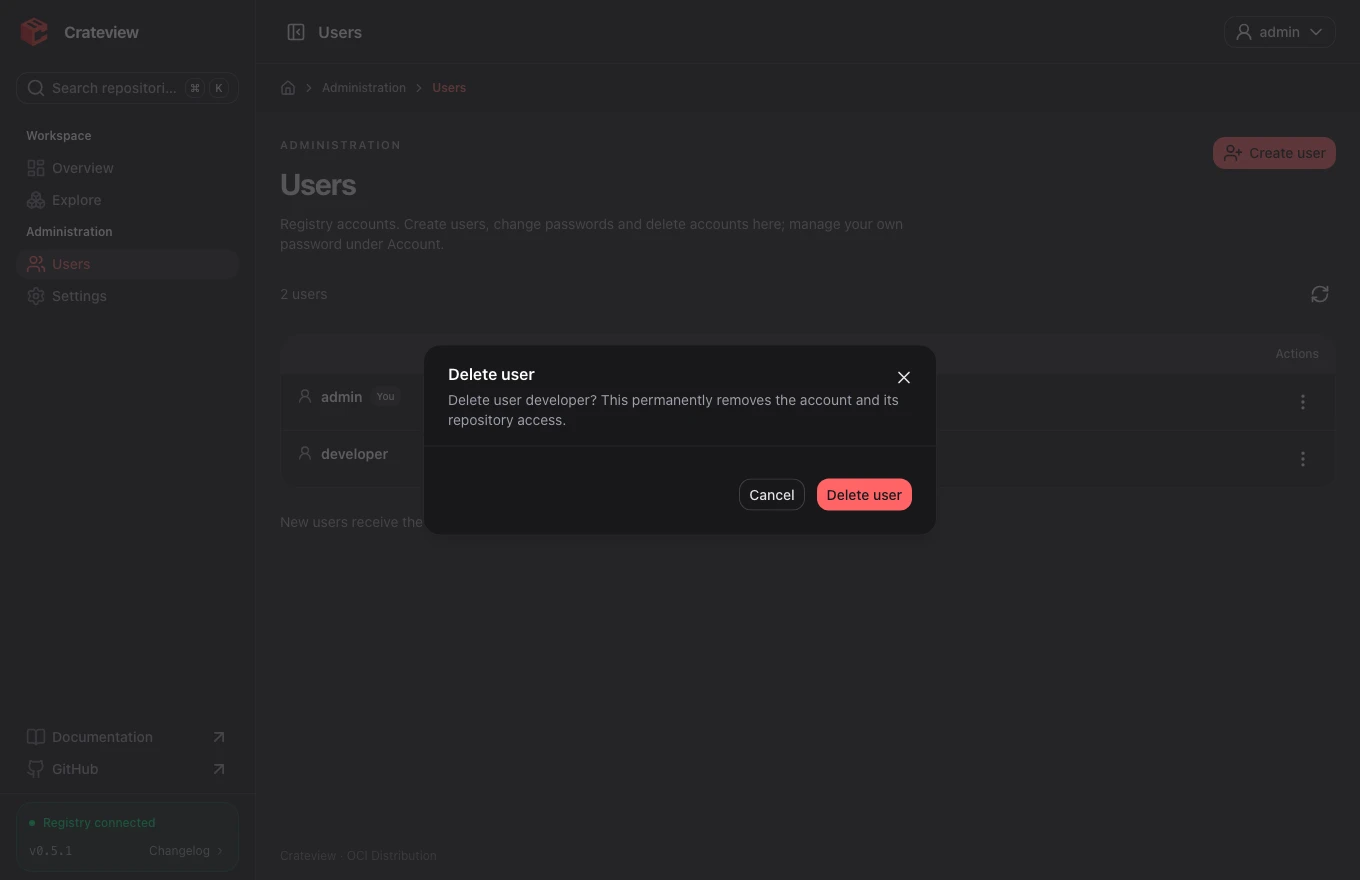 Crateview
Users
admin
Search repositori... ⌘ K
Administration
Users
Workspace
Overview
Explore
Administration
Users
Settings
ADMINISTRATION
Create user
Users
Registry accounts. Create users, change passwords and delete accounts here; manage your own
password under Account.
2 users
Actions
admin You
developer
New users receive the
Delete user
Delete user developer? This permanently removes the account and its
repository access.
Cancel
Delete user
Documentation
GitHub
Registry connected
v0.5.1
Changelog
Crateview · OCI Distribution